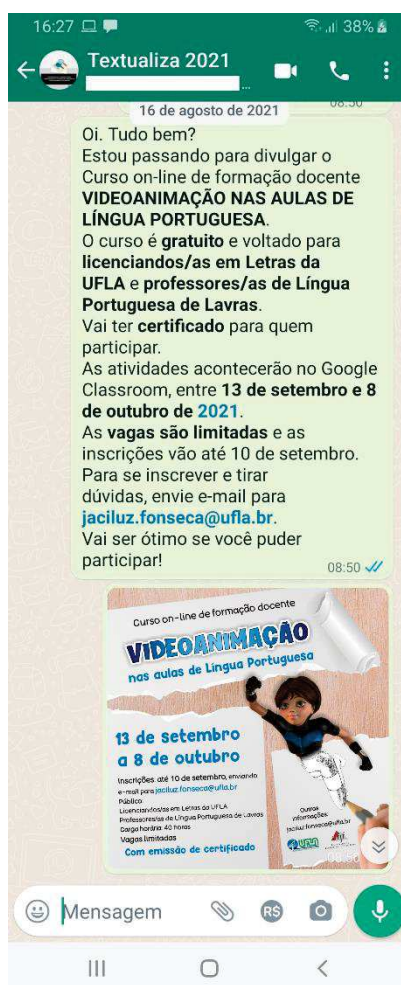 16:27
38%
Textualiza 2021
...
08:50
16 de agosto de 2021
Oi. Tudo bem?
Estou passando para divulgar o
Curso on-line de formação docente
VIDEOANIMAÇÃO NAS AULAS DE
LÍNGUA PORTUGUESA.
O curso é gratuito e voltado para
licenciandos/as em Letras da
UFLA e professores/as de Língua
Portuguesa de Lavras.
Vai ter certificado para quem
participar.
As atividades acontecerão no Google
Classroom, entre 13 de setembro e 8
de outubro de 2021.
As vagas são limitadas e as
inscrições vão até 10 de setembro.
Para se inscrever e tirar
dúvidas, envie e-mail para
jaciluz.fonseca@ufla.br.
Vai ser ótimo se você puder
participar!
08:50
Curso on-line de formação docente
VIDEOANIMAÇÃO
nas aulas de Língua Portuguesa
13 de setembro
a 8 de outubro
Inscrições até 10 de setembro, enviando
e-mail para jaciluz.fonseca@ufla.br
Público:
Licenciandos/as em Letras da UFLA
Professores/as de Língua Portuguesa de Lavras
Carga horária: 40 horas
Vagas limitadas
Com emissão de certificado
Outras
informações:
jaciluz.fonseca@ufla.br
UFLA
08:50
Mensagem
R$